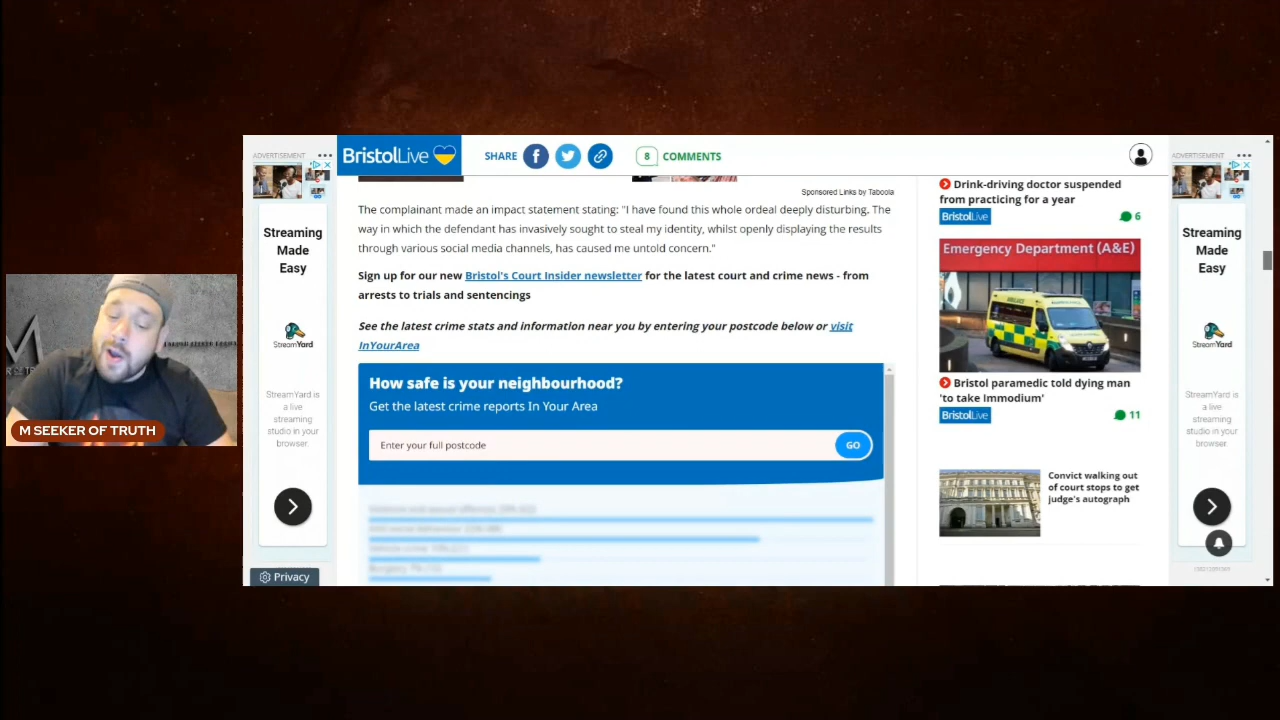 BristolLive
SHARE
8 COMMENTS
ADVERTISEMENT
Streaming
Made
Easy
StreamYard
StreamYard is
a live
streaming
studio in your
browser.
Privacy
M SEEKER OF TRUTH
Sponsored Links by Taboola
The complainant made an impact statement stating: "I have found this whole ordeal deeply disturbing. The
way in which the defendant has invasively sought to steal my identity, whilst openly displaying the results
through various social media channels, has caused me untold concern."
Sign up for our new Bristol's Court Insider newsletter for the latest court and crime news - from
arrests to trials and sentencings
See the latest crime stats and information near you by entering your postcode below or visit
InYourArea
How safe is your neighbourhood?
Get the latest crime reports In Your Area
Enter your full postcode
GO
Drink-driving doctor suspended
from practicing for a year
BristolLive
6
Emergency Department (A&E)
AMBULANCE
Bristol paramedic told dying man
'to take Immodium'
BristolLive
11
Convict walking out
of court stops to get
judge's autograph
ADVERTISEMENT
Streaming
Made
Easy
StreamYard
StreamYard is
a live
streaming
studio in your
browser.